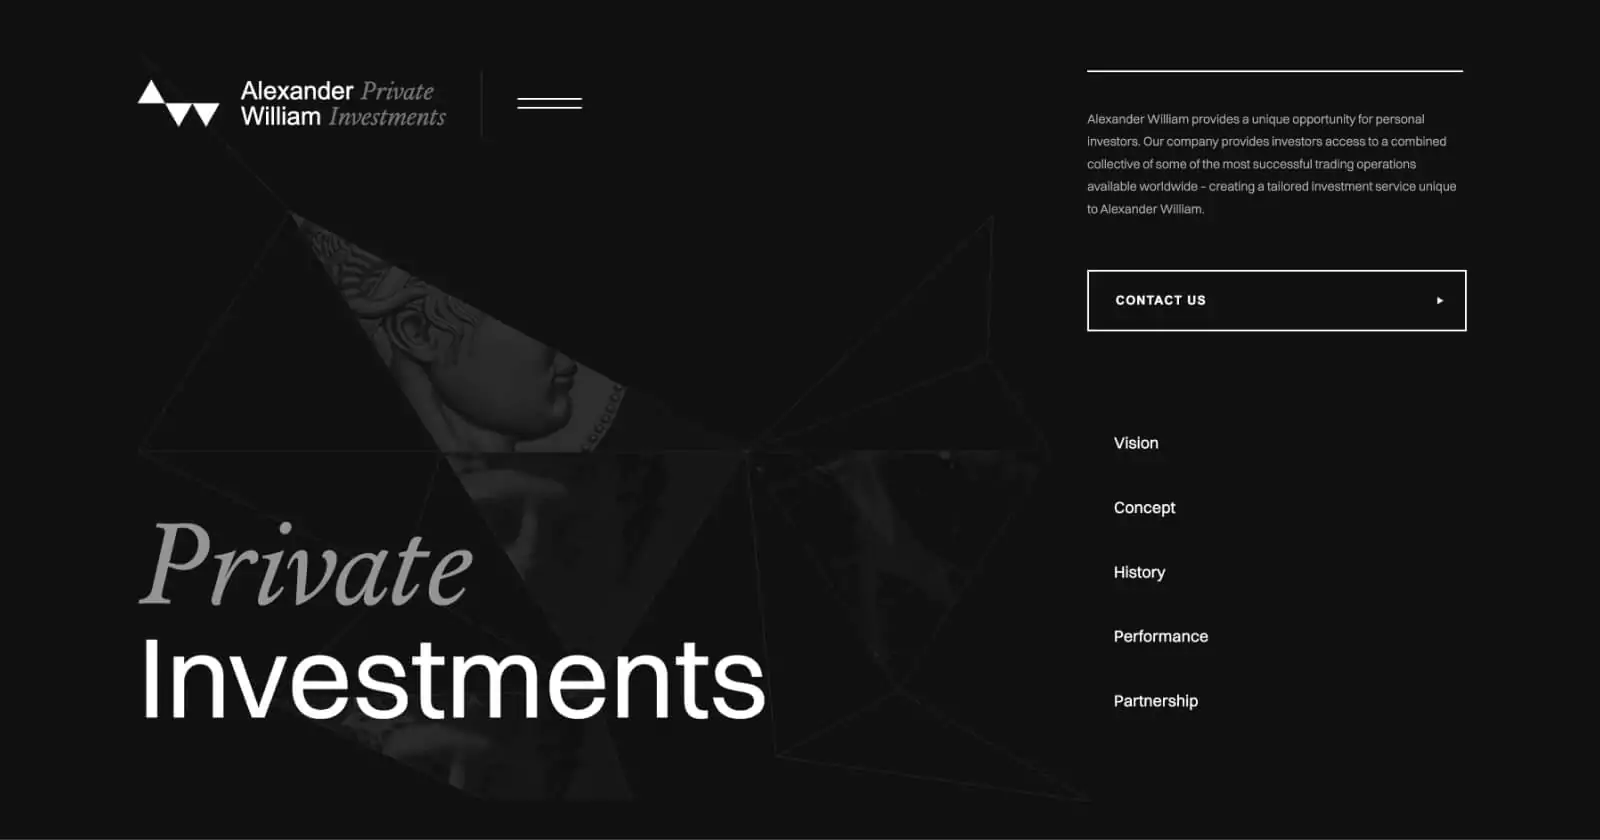 Alexander Private
William Investments
Alexander William provides a unique opportunity for personal
investors. Our company provides investors access to a combined
collective of some of the most successful trading operations
available worldwide – creating a tailored investment service unique
to Alexander William.
CONTACT US
Vision
Concept
History
Performance
Partnership
Private
Investments